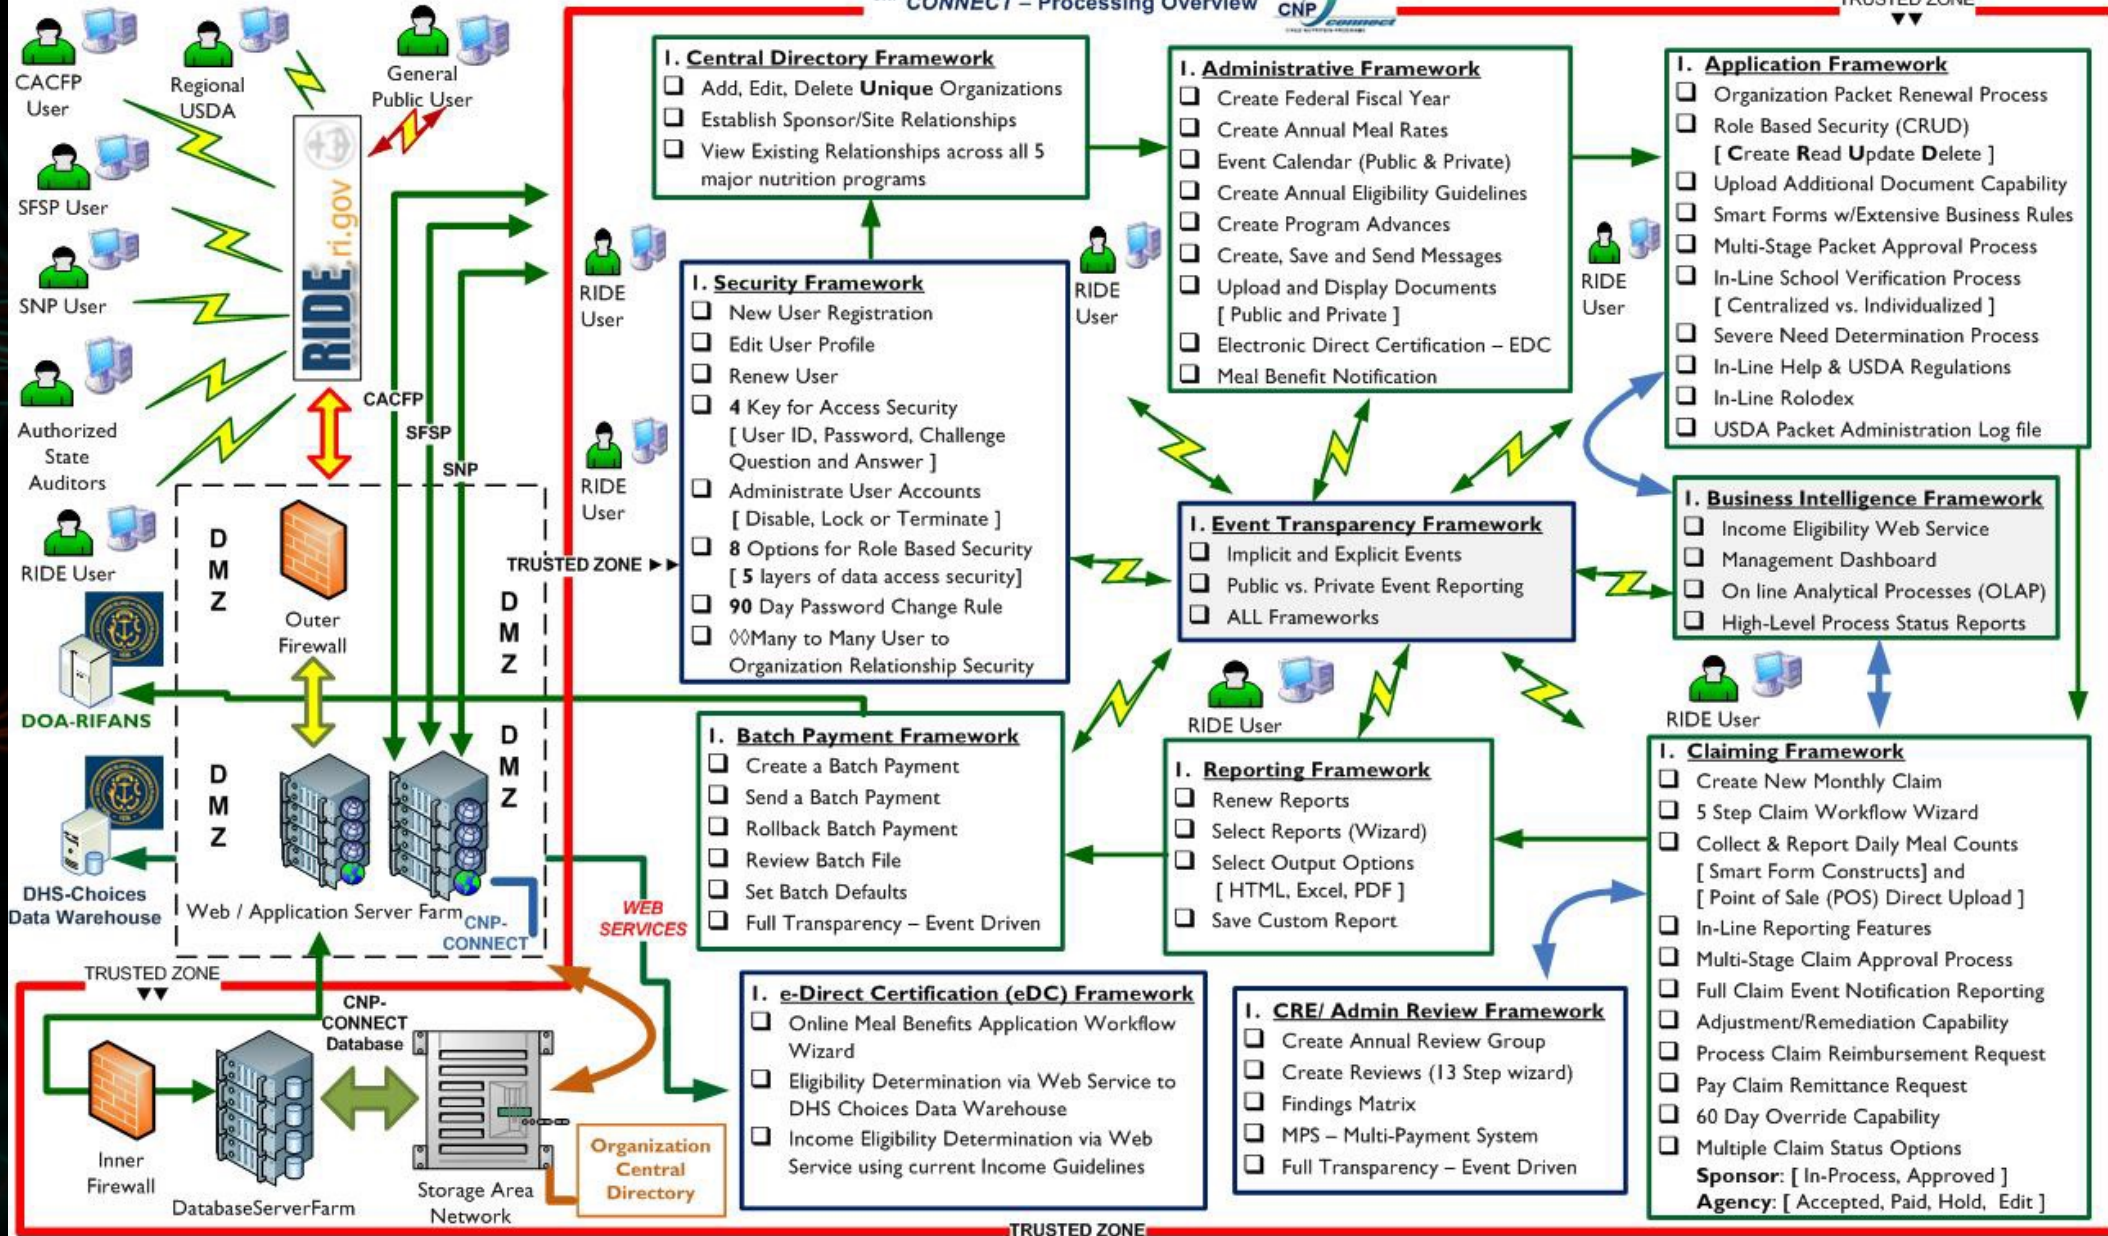 CONNECT – Processing Overview
CNP
connect
TRUSTED ZONE
CACFP
User
Regional
USDA
General
Public User
SFSP User
SNP User
Authorized
State
Auditors
RIDE User
RIDE.ri.gov
CACFP
SFSP
SNP
DMZ
DMZ
DMZ
DMZ
Outer
Firewall
DOA-RIFANS
DHS-Choices
Data Warehouse
Web / Application Server Farm
CNP-
CONNECT
TRUSTED ZONE
TRUSTED ZONE
CNP-
CONNECT
Database
Inner
Firewall
DatabaseServerFarm
Storage Area
Network
Organization
Central
Directory
WEB
SERVICES
RIDE
User
RIDE
User
RIDE
User
RIDE
User
RIDE User
RIDE User
1. Central Directory Framework
Add, Edit, Delete Unique Organizations
Establish Sponsor/Site Relationships
View Existing Relationships across all 5
major nutrition programs
1. Security Framework
New User Registration
Edit User Profile
Renew User
4 Key for Access Security
[ User ID, Password, Challenge
Question and Answer ]
Administrate User Accounts
[ Disable, Lock or Terminate ]
8 Options for Role Based Security
[ 5 layers of data access security]
90 Day Password Change Rule
◊◊Many to Many User to
Organization Relationship Security
1. Administrative Framework
Create Federal Fiscal Year
Create Annual Meal Rates
Event Calendar (Public & Private)
Create Annual Eligibility Guidelines
Create Program Advances
Create, Save and Send Messages
Upload and Display Documents
[ Public and Private ]
Electronic Direct Certification – EDC
Meal Benefit Notification
1. Application Framework
Organization Packet Renewal Process
Role Based Security (CRUD)
[ Create Read Update Delete ]
Upload Additional Document Capability
Smart Forms w/Extensive Business Rules
Multi-Stage Packet Approval Process
In-Line School Verification Process
[ Centralized vs. Individualized ]
Severe Need Determination Process
In-Line Help & USDA Regulations
In-Line Rolodex
USDA Packet Administration Log file
1. Event Transparency Framework
Implicit and Explicit Events
Public vs. Private Event Reporting
ALL Frameworks
1. Business Intelligence Framework
Income Eligibility Web Service
Management Dashboard
On line Analytical Processes (OLAP)
High-Level Process Status Reports
1. Batch Payment Framework
Create a Batch Payment
Send a Batch Payment
Rollback Batch Payment
Review Batch File
Set Batch Defaults
Full Transparency – Event Driven
1. Reporting Framework
Renew Reports
Select Reports (Wizard)
Select Output Options
[ HTML, Excel, PDF ]
Save Custom Report
1. Claiming Framework
Create New Monthly Claim
5 Step Claim Workflow Wizard
Collect & Report Daily Meal Counts
[ Smart Form Constructs] and
[ Point of Sale (POS) Direct Upload ]
In-Line Reporting Features
Multi-Stage Claim Approval Process
Full Claim Event Notification Reporting
Adjustment/Remediation Capability
Process Claim Reimbursement Request
Pay Claim Remittance Request
60 Day Override Capability
Multiple Claim Status Options
Sponsor: [ In-Process, Approved ]
Agency: [ Accepted, Paid, Hold, Edit ]
1. e-Direct Certification (eDC) Framework
Online Meal Benefits Application Workflow
Wizard
Eligibility Determination via Web Service to
DHS Choices Data Warehouse
Income Eligibility Determination via Web
Service using current Income Guidelines
1. CRE/ Admin Review Framework
Create Annual Review Group
Create Reviews (13 Step wizard)
Findings Matrix
MPS – Multi-Payment System
Full Transparency – Event Driven
TRUSTED ZONE